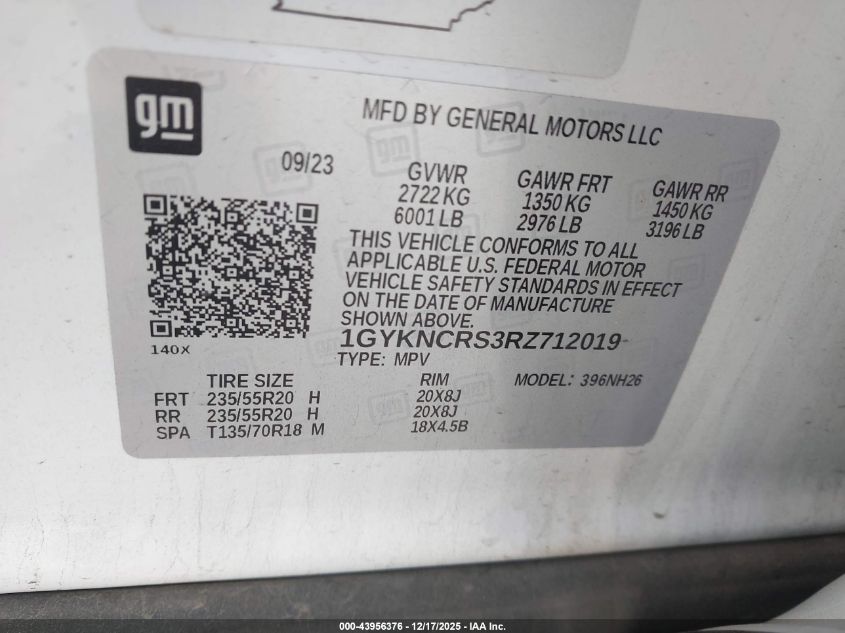 gm
MFD BY GENERAL MOTORS LLC
09/23
GVWR
2722 KG
6001 LB
GAWR FRT
1350 KG
2976 LB
GAWR RR
1450 KG
3196 LB
THIS VEHICLE CONFORMS TO ALL
APPLICABLE U.S. FEDERAL MOTOR
VEHICLE SAFETY STANDARDS IN EFFECT
ON THE DATE OF MANUFACTURE
SHOWN ABOVE.
140X
1GYKNCRS3RZ712019
TYPE: MPV
MODEL: 396NH26
TIRE SIZE RIM
FRT 235/55R20 H 20X8J
RR 235/55R20 H 20X8J
SPA T135/70R18 M 18X4.5B
000-43956376 - 12/17/2025 - IAA Inc.